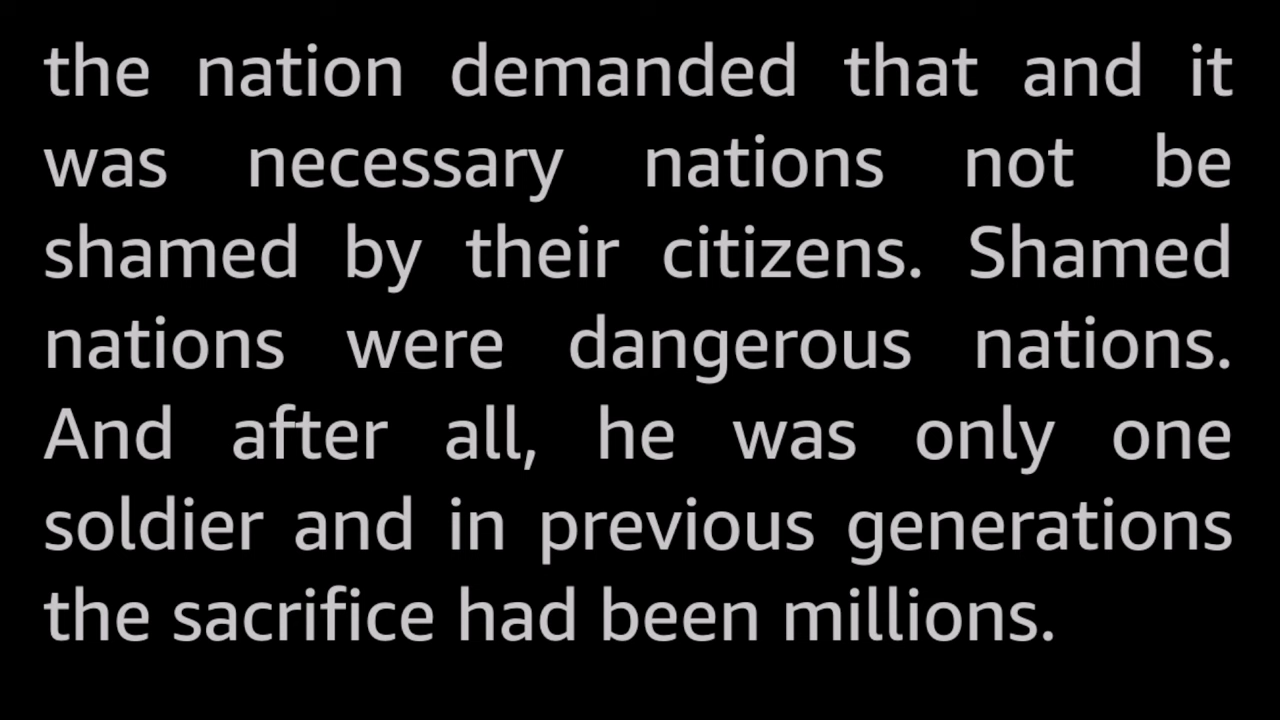 the nation demanded that and it
was necessary nations not be
shamed by their citizens. Shamed
nations were dangerous nations.
And after all, he was only one
soldier and in previous generations
the sacrifice had been millions.